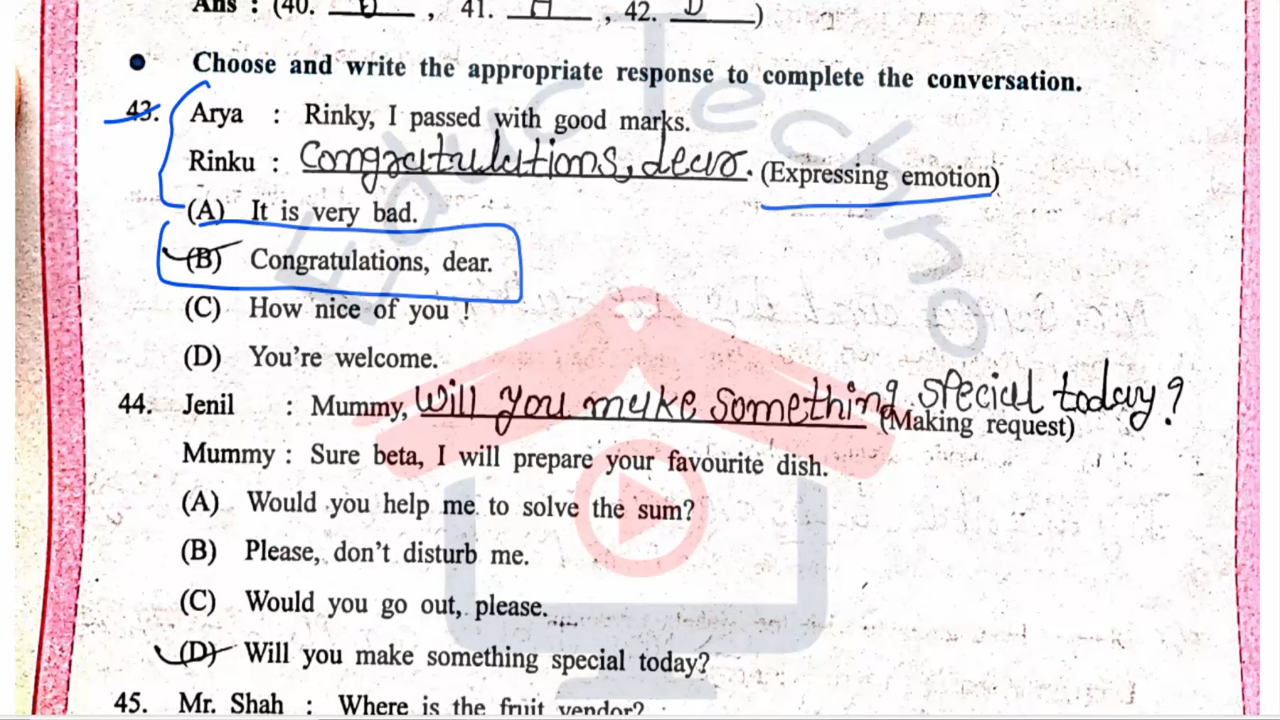 Ans : (40. B , 41. A , 42. D )
● Choose and write the appropriate response to complete the conversation.
43. Arya : Rinky, I passed with good marks.
Rinku : Congratulations, dear. (Expressing emotion)
(A) It is very bad.
(B) Congratulations, dear.
(C) How nice of you !
(D) You're welcome.
44. Jenil : Mummy, Will you make something special today? (Making request)
Mummy : Sure beta, I will prepare your favourite dish.
(A) Would you help me to solve the sum?
(B) Please, don't disturb me.
(C) Would you go out, please.
(D) Will you make something special today?
45. Mr. Shah : Where is the fruit vendor?
Educ Techno